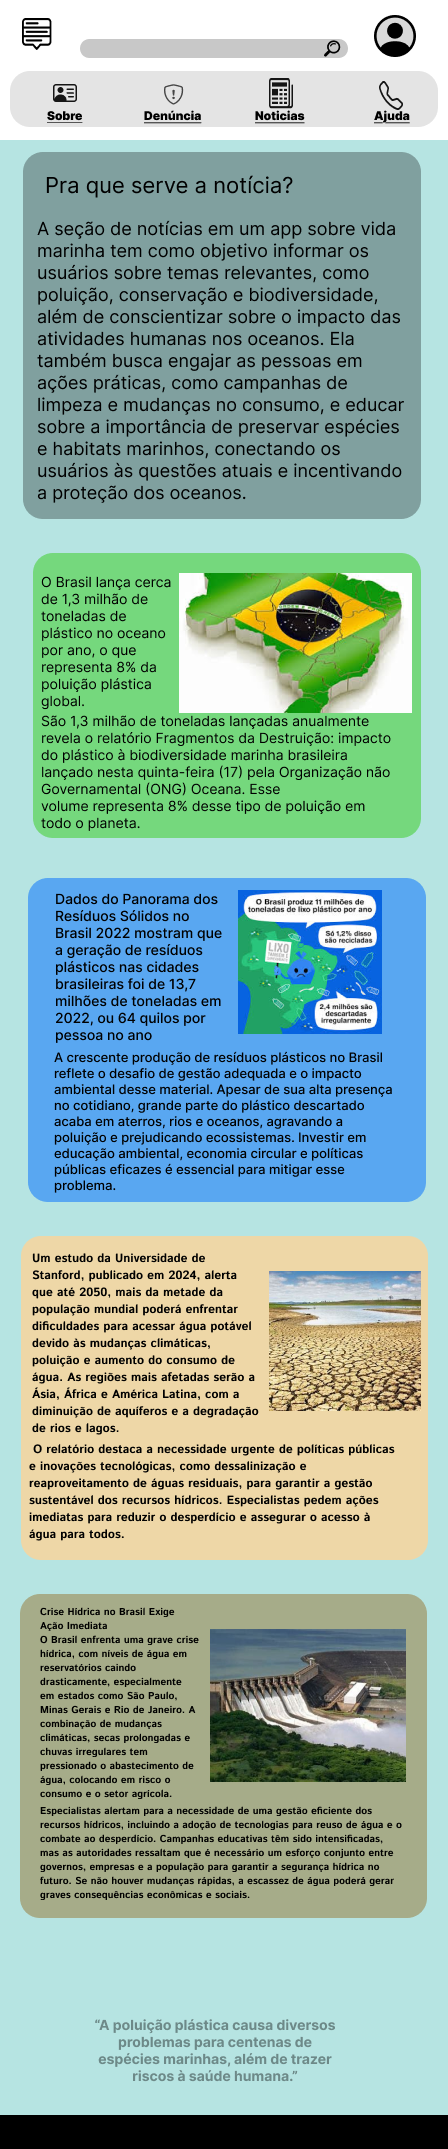 Sobre Denúncia Noticias Ajuda
Pra que serve a notícia?
A seção de notícias em um app sobre vida
marinha tem como objetivo informar os
usuários sobre temas relevantes, como
poluição, conservação e biodiversidade,
além de conscientizar sobre o impacto das
atividades humanas nos oceanos. Ela
também busca engajar as pessoas em
ações práticas, como campanhas de
limpeza e mudanças no consumo, e educar
sobre a importância de preservar espécies
e habitats marinhos, conectando os
usuários às questões atuais e incentivando
a proteção dos oceanos.
O Brasil lança cerca
de 1,3 milhão de
toneladas de
plástico no oceano
por ano, o que
representa 8% da
poluição plástica
global.
São 1,3 milhão de toneladas lançadas anualmente
revela o relatório Fragmentos da Destruição: impacto
do plástico à biodiversidade marinha brasileira
lançado nesta quinta-feira (17) pela Organização não
Governamental (ONG) Oceana. Esse
volume representa 8% desse tipo de poluição em
todo o planeta.
Dados do Panorama dos
Resíduos Sólidos no
Brasil 2022 mostram que
a geração de resíduos
plásticos nas cidades
brasileiras foi de 13,7
milhões de toneladas em
2022, ou 64 quilos por
pessoa no ano
O Brasil produz 11 milhões de
toneladas de lixo plástico por ano
Só 1,2% disso
são recicladas
LIXO
2,4 milhões são
descartadas
irregularmente
A crescente produção de resíduos plásticos no Brasil
reflete o desafio de gestão adequada e o impacto
ambiental desse material. Apesar de sua alta presença
no cotidiano, grande parte do plástico descartado
acaba em aterros, rios e oceanos, agravando a
poluição e prejudicando ecossistemas. Investir em
educação ambiental, economia circular e políticas
públicas eficazes é essencial para mitigar esse
problema.
Um estudo da Universidade de
Stanford, publicado em 2024, alerta
que até 2050, mais da metade da
população mundial poderá enfrentar
dificuldades para acessar água potável
devido às mudanças climáticas,
poluição e aumento do consumo de
água. As regiões mais afetadas serão a
Ásia, África e América Latina, com a
diminuição de aquíferos e a degradação
de rios e lagos.
O relatório destaca a necessidade urgente de políticas públicas
e inovações tecnológicas, como dessalinização e
reaproveitamento de águas residuais, para garantir a gestão
sustentável dos recursos hídricos. Especialistas pedem ações
imediatas para reduzir o desperdício e assegurar o acesso à
água para todos.
Crise Hídrica no Brasil Exige
Ação Imediata
O Brasil enfrenta uma grave crise
hídrica, com níveis de água em
reservatórios caindo
drasticamente, especialmente
em estados como São Paulo,
Minas Gerais e Rio de Janeiro. A
combinação de mudanças
climáticas, secas prolongadas e
chuvas irregulares tem
pressionado o abastecimento de
água, colocando em risco o
consumo e o setor agrícola.
Especialistas alertam para a necessidade de uma gestão eficiente dos
recursos hídricos, incluindo a adoção de tecnologias para reuso de água e o
combate ao desperdício. Campanhas educativas têm sido intensificadas,
mas as autoridades ressaltam que é necessário um esforço conjunto entre
governos, empresas e a população para garantir a segurança hídrica no
futuro. Se não houver mudanças rápidas, a escassez de água poderá gerar
graves consequências econômicas e sociais.
“A poluição plástica causa diversos
problemas para centenas de
espécies marinhas, além de trazer
riscos à saúde humana.”